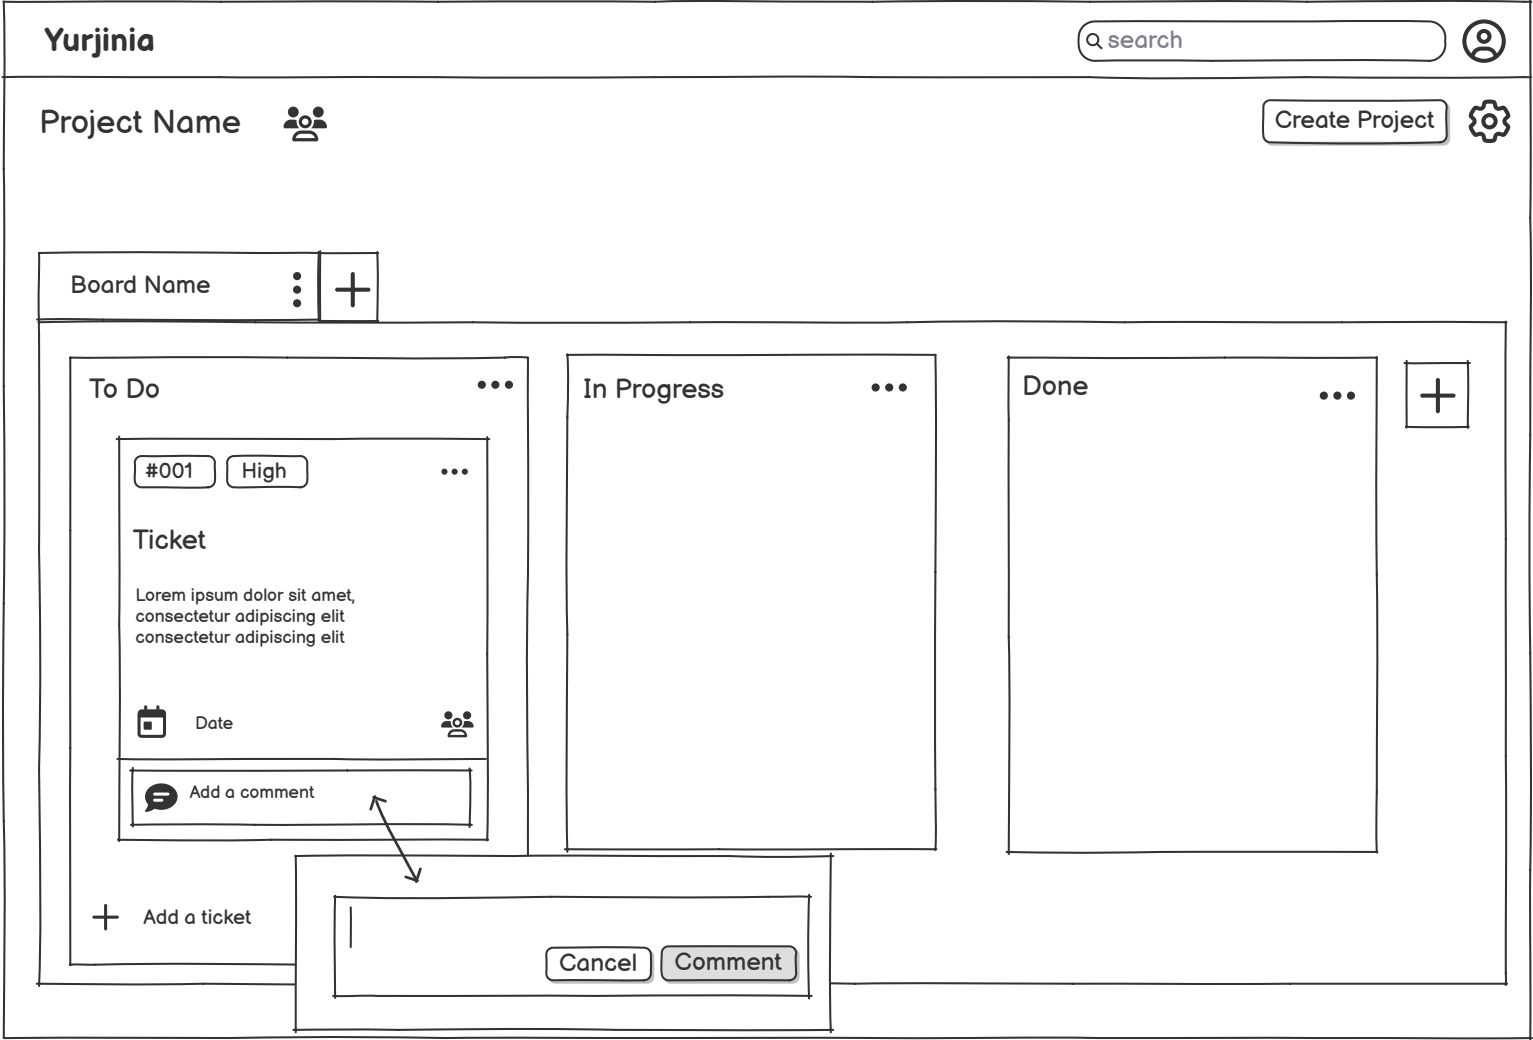 Yurjinia
search
Project Name
Create Project
Board Name
To Do
In Progress
Done
#001
High
Ticket
Lorem ipsum dolor sit amet,
consectetur adipiscing elit
consectetur adipiscing elit
Date
Add a comment
Add a ticket
Cancel
Comment